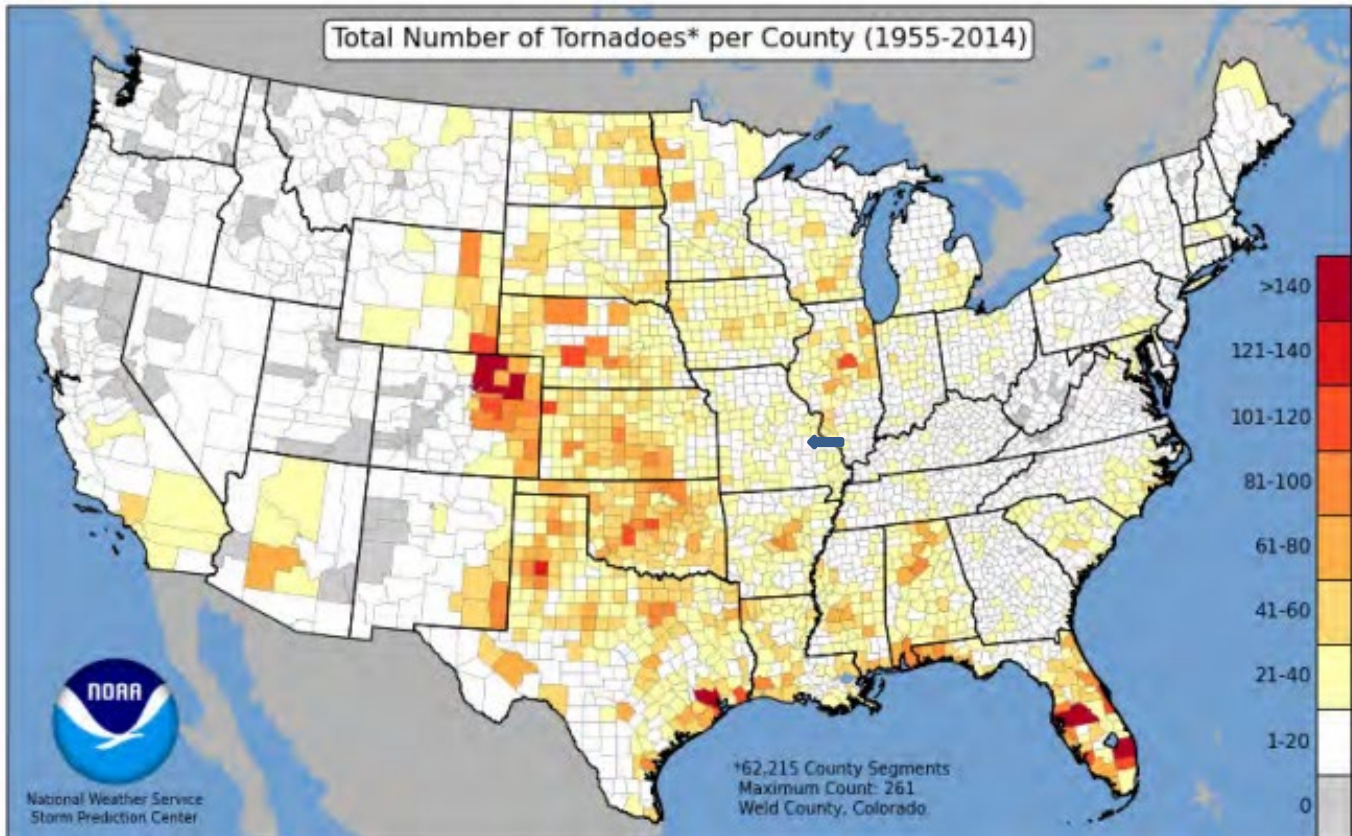 Total Number of Tornadoes* per County (1955-2014)
>140
121-140
101-120
81-100
61-80
41-60
21-40
1-20
0
NOAA
National Weather Service
Storm Prediction Center
*62,215 County Segments
Maximum Count: 261
Weld County, Colorado